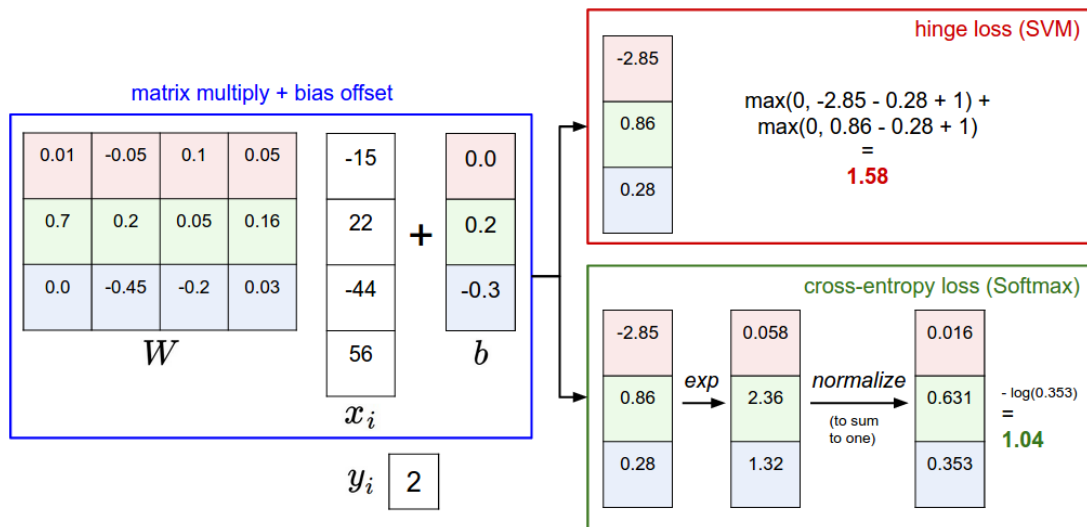 matrix multiply + bias offset
0.01 -0.05 0.1 0.05
0.7 0.2 0.05 0.16
0.0 -0.45 -0.2 0.03
W
-15
22
-44
56
x_i
+
0.0
0.2
-0.3
b
y_i 2
hinge loss (SVM)
-2.85
0.86
0.28
max(0, -2.85 - 0.28 + 1) +
max(0, 0.86 - 0.28 + 1)
=
1.58
cross-entropy loss (Softmax)
-2.85
0.86
0.28
exp
0.058
2.36
1.32
normalize
(to sum
to one)
0.016
0.631
0.353
- log(0.353)
=
1.04